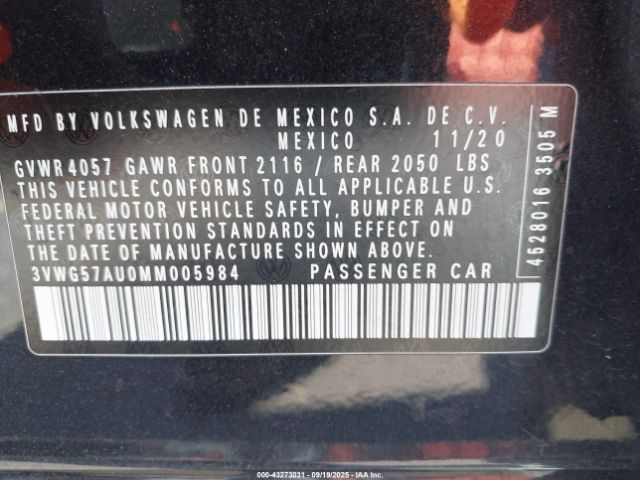 MFD BY VOLKSWAGEN DE MEXICO S.A. DE C.V.
MEXICO 11/20
GVWR 4057 GAWR FRONT 2116 / REAR 2050 LBS
THIS VEHICLE CONFORMS TO ALL APPLICABLE U.S.
FEDERAL MOTOR VEHICLE SAFETY, BUMPER AND
THEFT PREVENTION STANDARDS IN EFFECT ON
THE DATE OF MANUFACTURE SHOWN ABOVE.
3VWG57AU0MM005984 PASSENGER CAR
4528016 3505 M
000-43273031 - 09/19/2025 - IAA Inc.